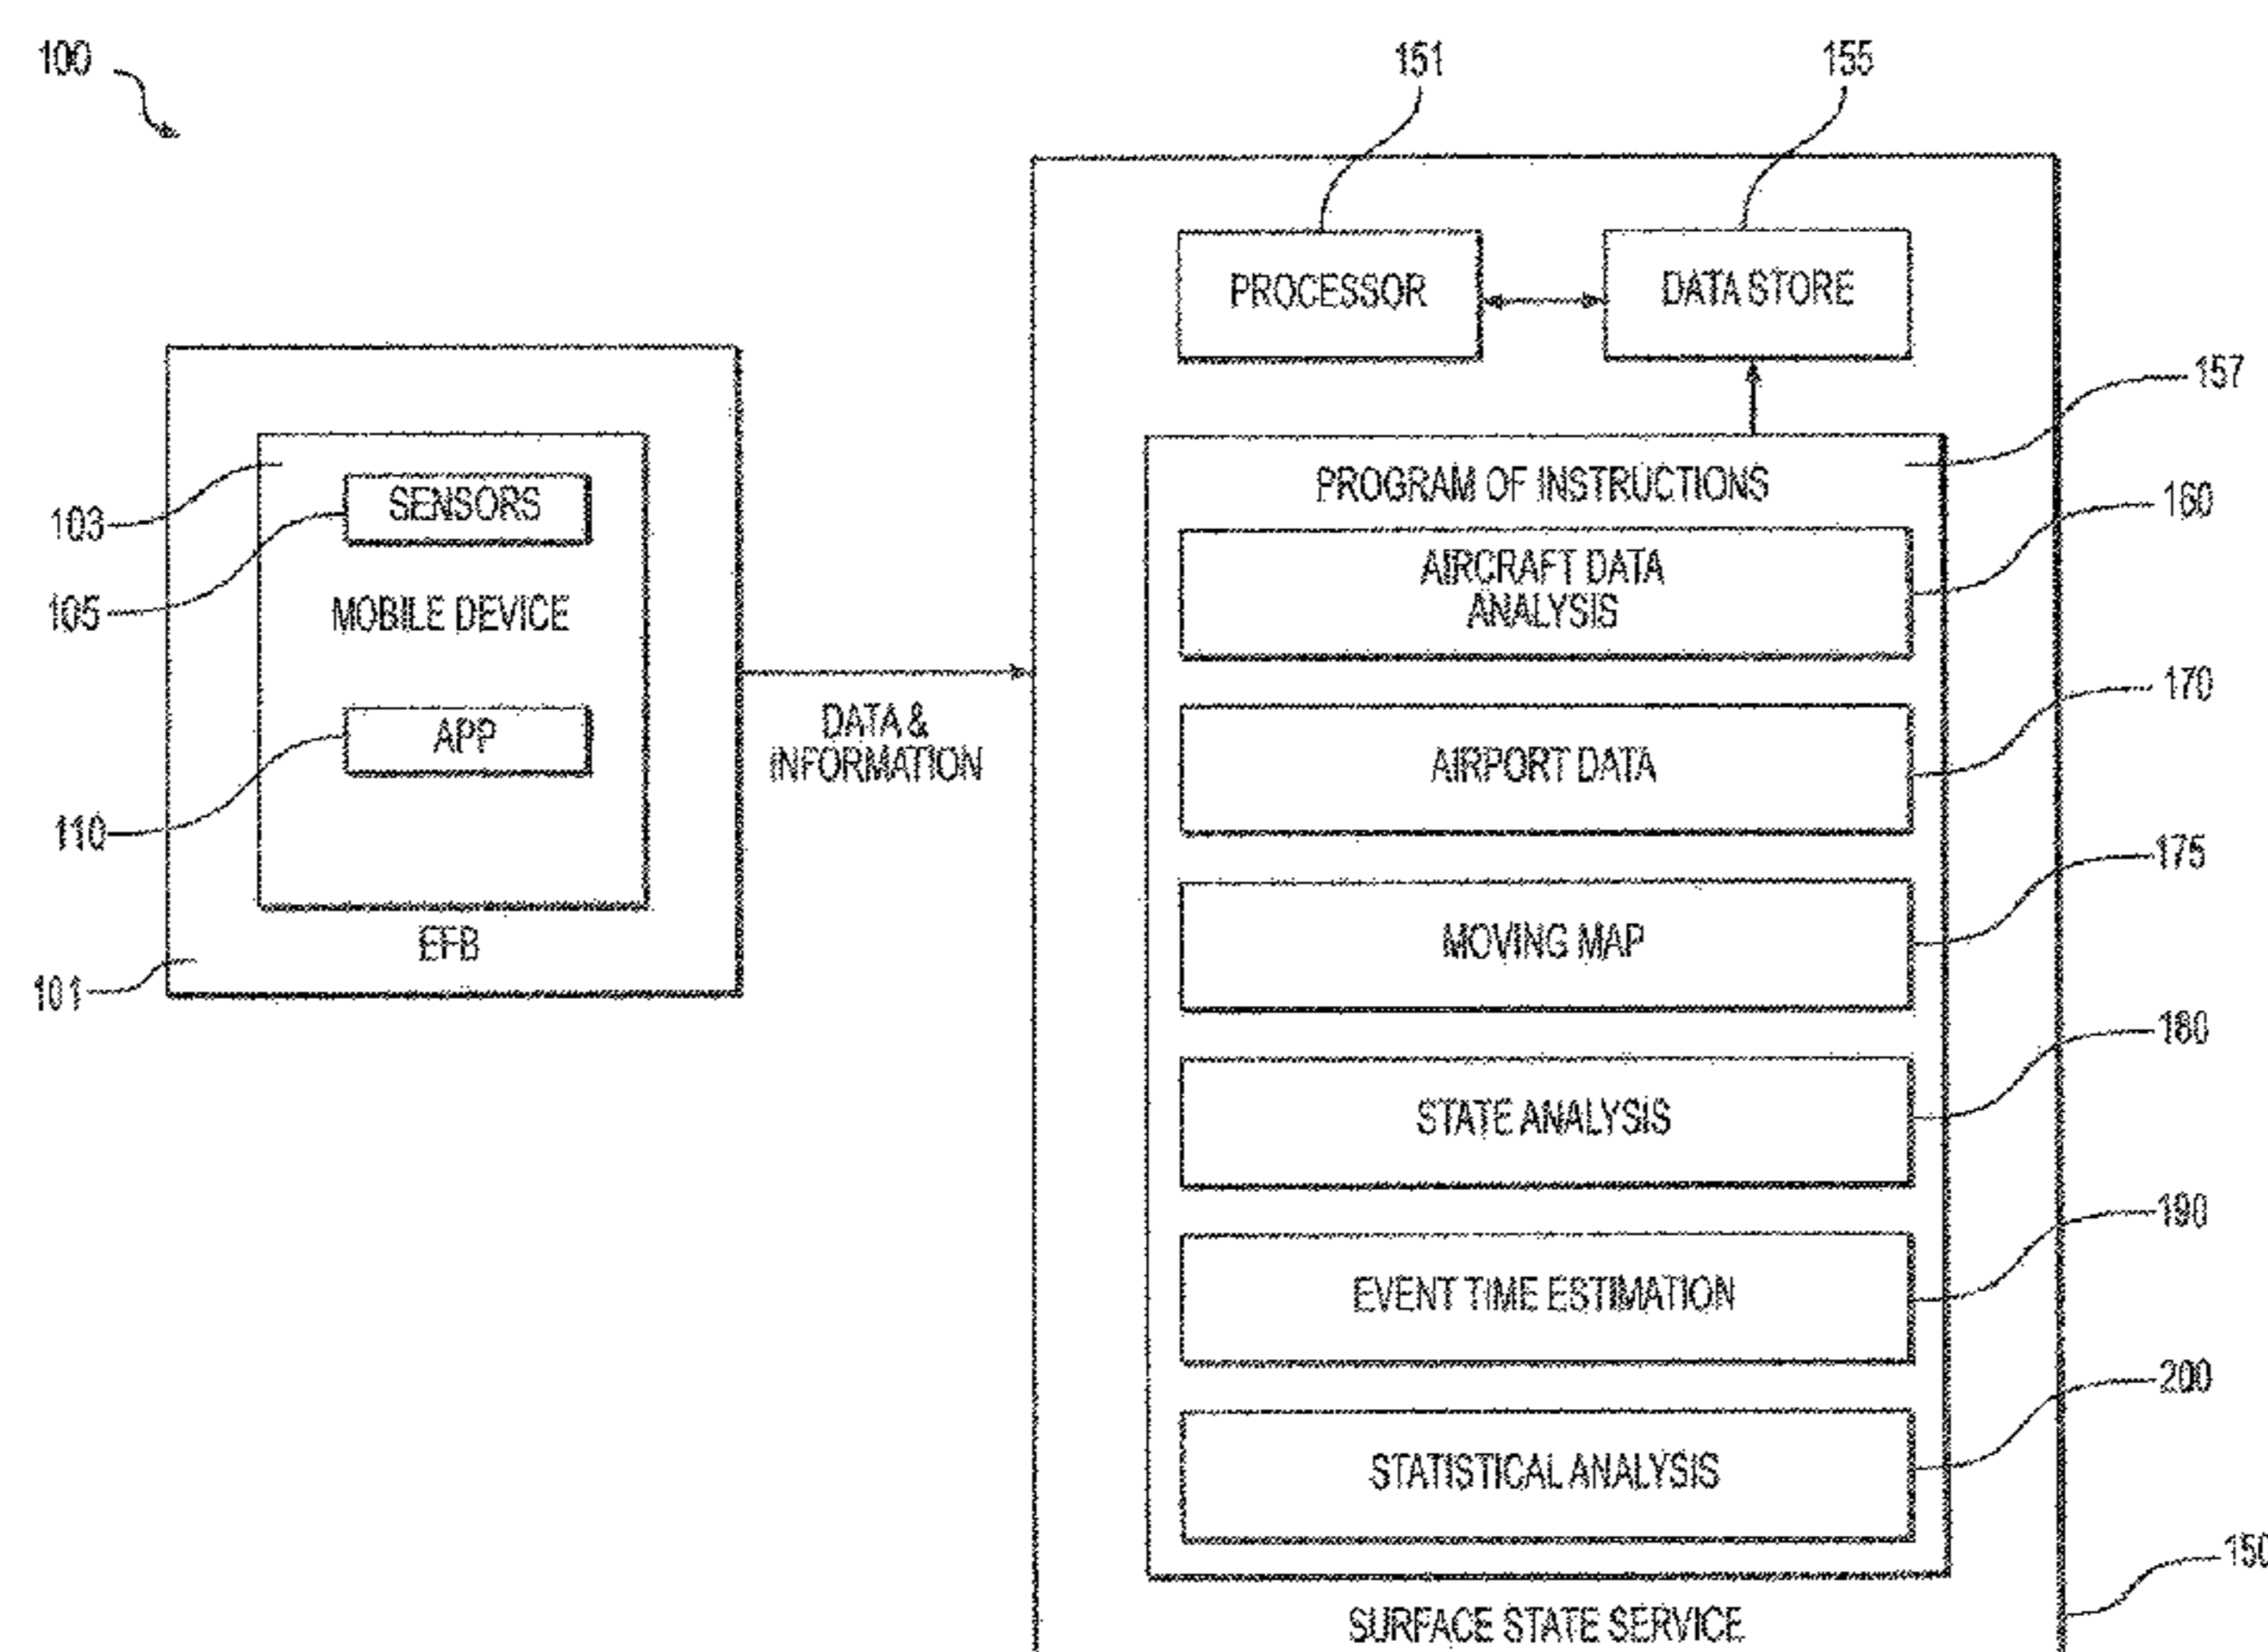 100
151
155
PROCESSOR
DATA STORE
157
PROGRAM OF INSTRUCTIONS
103
SENSORS
160
AIRCRAFT DATA
ANALYSIS
105
MOBILE DEVICE
170
110
APP
DATA &
INFORMATION
AIRPORT DATA
175
101
EFB
MOVING MAP
180
STATE ANALYSIS
190
EVENT TIME ESTIMATION
200
STATISTICAL ANALYSIS
150
SURFACE STATE SERVICE